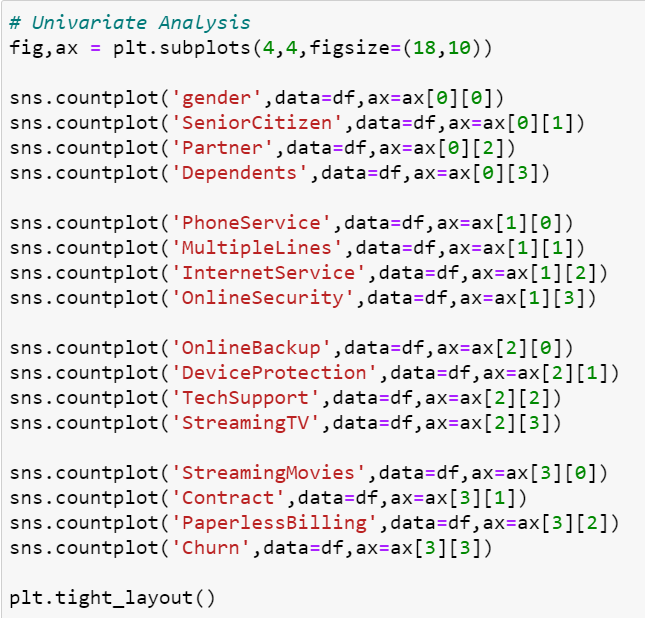 # Univariate Analysis
fig,ax = plt.subplots(4,4,figsize=(18,10))
sns.countplot('gender',data=df,ax=ax[0][0])
sns.countplot('SeniorCitizen',data=df,ax=ax[0][1])
sns.countplot('Partner',data=df,ax=ax[0][2])
sns.countplot('Dependents',data=df,ax=ax[0][3])
sns.countplot('PhoneService',data=df,ax=ax[1][0])
sns.countplot('MultipleLines',data=df,ax=ax[1][1])
sns.countplot('InternetService',data=df,ax=ax[1][2])
sns.countplot('OnlineSecurity',data=df,ax=ax[1][3])
sns.countplot('OnlineBackup',data=df,ax=ax[2][0])
sns.countplot('DeviceProtection',data=df,ax=ax[2][1])
sns.countplot('TechSupport',data=df,ax=ax[2][2])
sns.countplot('StreamingTV',data=df,ax=ax[2][3])
sns.countplot('StreamingMovies',data=df,ax=ax[3][0])
sns.countplot('Contract',data=df,ax=ax[3][1])
sns.countplot('PaperlessBilling',data=df,ax=ax[3][2])
sns.countplot('Churn',data=df,ax=ax[3][3])
plt.tight_layout()